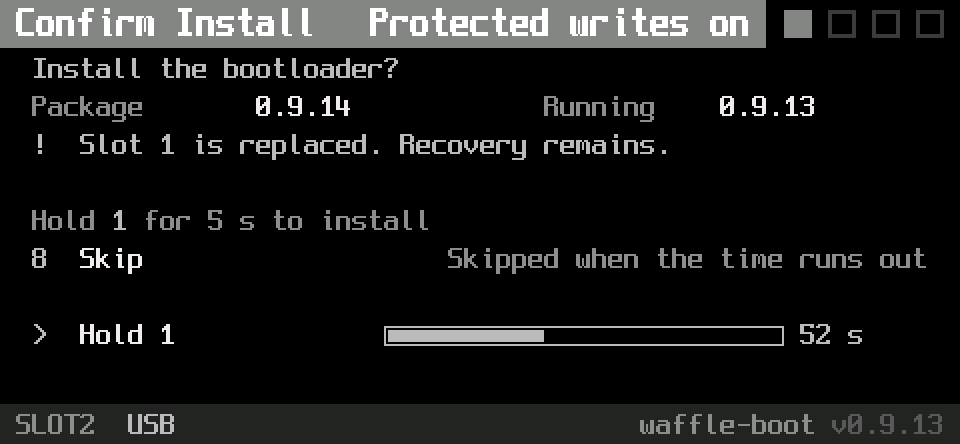 Confirm Install Protected writes on
Install the bootloader?
Package 0.9.14 Running 0.9.13
! Slot 1 is replaced. Recovery remains.
Hold 1 for 5 s to install
8 Skip Skipped when the time runs out
> Hold 1 52 s
SLOT2 USB waffle-boot v0.9.13